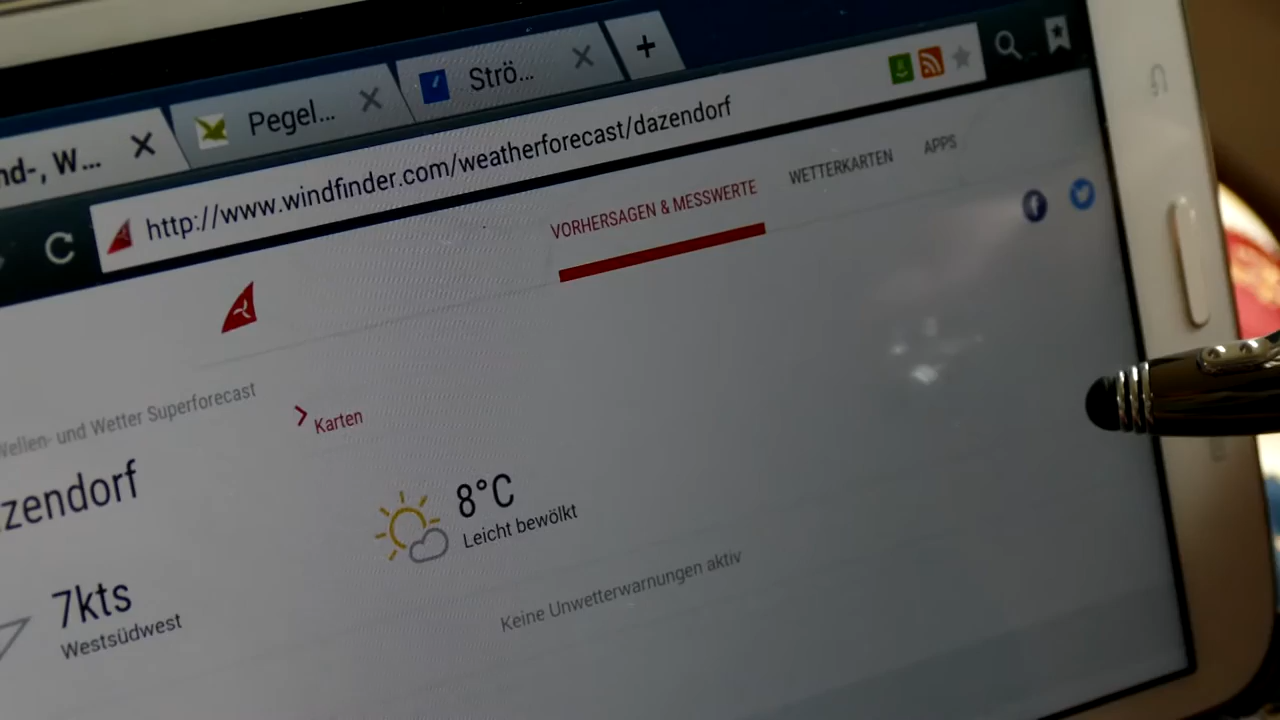 nd-, W...
Pegel...
Strö...
http://www.windfinder.com/weatherforecast/dazendorf
VORHERSAGEN & MESSWERTE
WETTERKARTEN
APPS
Wellen- und Wetter Superforecast
Karten
zendorf
8°C
Leicht bewölkt
7kts
Westsüdwest
Keine Unwetterwarnungen aktiv